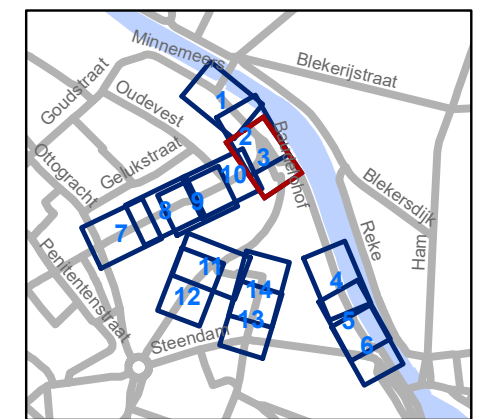 Minnemeers
Blekerijstraat
Goudstraat
Oudevest
1
2
Baudelohof
3
Gelukstraat
10
Ottogracht
Blekersdijk
9
8
7
Reke
Ham
Penitentenstraat
11
4
14
12
5
13
Steendam
6